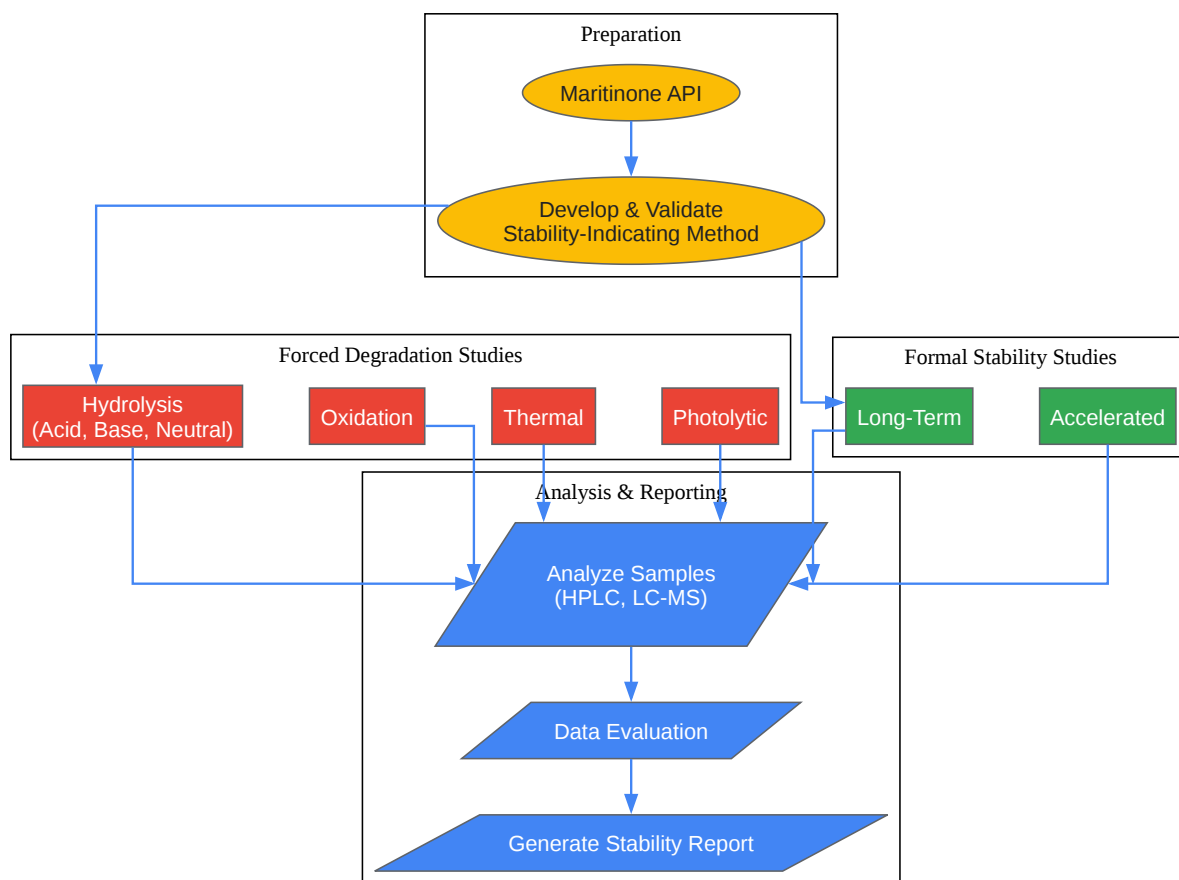 Preparation
Maritinone API
Develop & Validate
Stability-Indicating Method
Forced Degradation Studies
Hydrolysis
(Acid, Base, Neutral)
Oxidation
Thermal
Photolytic
Formal Stability Studies
Long-Term
Accelerated
Analysis & Reporting
Analyze Samples
(HPLC, LC-MS)
Data Evaluation
Generate Stability Report